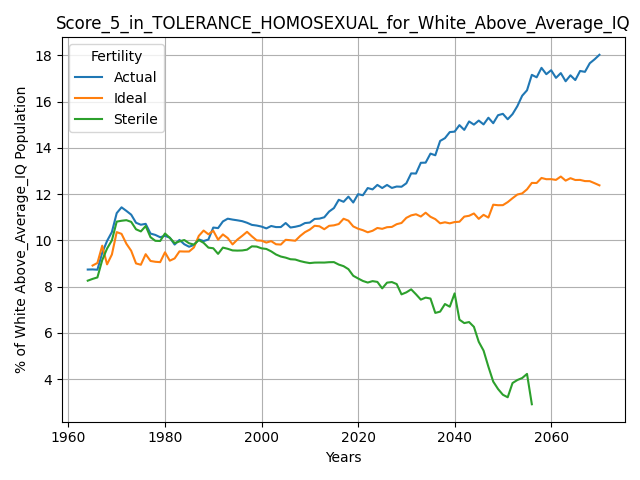 Score_5_in_TOLERANCE_HOMOSEXUAL_for_White_Above_Average_IQ
Fertility
Actual
Ideal
Sterile
% of White Above_Average_IQ Population
18
16
14
12
10
8
6
4
1960
1980
2000
2020
2040
2060
Years